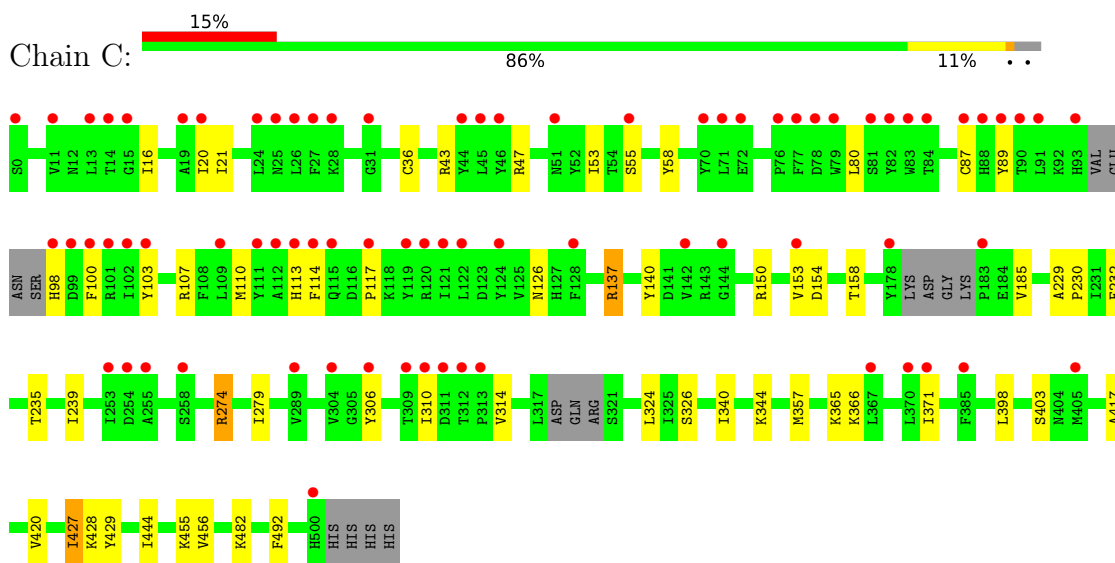 15%
Chain C:
86% 11% • •
S0 V11 N12 L13 T14 G15 I16 A19 I20 I21 L24 N25 L26 F27 K28 G31 C36 R43 Y44 L45 Y46 R47 N51 Y52 I53 T54 S55 Y58 Y70 L71 E72 P76 F77 D78 W79 L80 S81 Y82 W83 T84 C87 H88 Y89 T90 L91 K92 H93 VAL GLU
ASN SER H98 D99 F100 R101 I102 Y103 R107 F108 L109 M110 Y111 A112 H113 F114 Q115 D116 P117 K118 Y119 R120 I121 L122 D123 Y124 V125 N126 H127 F128 R137 Y140 D141 V142 R143 G144 R150 V153 D154 T158 Y178 LYS ASP GLY LYS P183 E184 V185 A229 P230 I231
T235 I239 I253 D254 A255 S258 R274 I279 V289 V304 G305 Y306 T309 I310 D311 T312 P313 V314 L317 ASP GLN ARG S321 L324 I325 S326 I340 K344 M357 K365 K366 L367 L370 I371 F385 L398 S403 N404 M405 A417
V420 I427 K428 Y429 I444 K455 V456 K482 F492 H500 HIS HIS HIS HIS